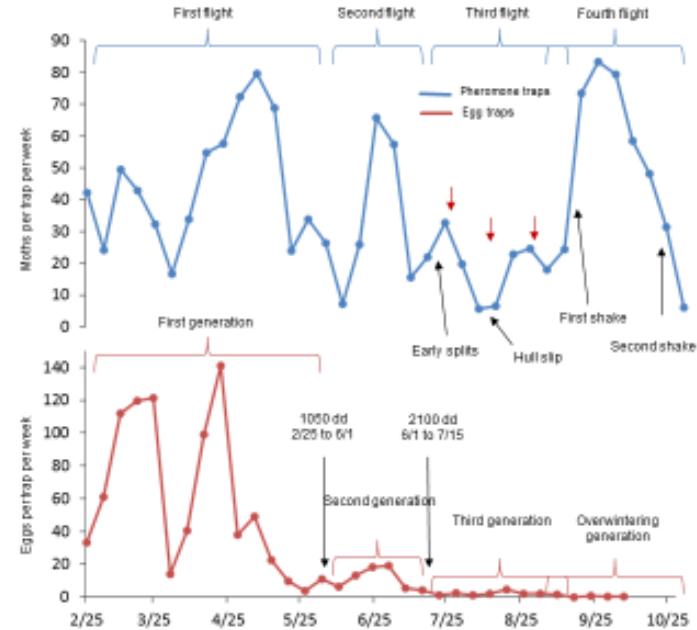 First flight Second flight Third flight Fourth flight
90
80
70
60
50
40
30
20
10
0
Moths per trap per week
Pheromone traps
Egg traps
Early splits
Hull slip
First shake
Second shake
First generation
140
120
100
80
60
40
20
0
Eggs per trap per week
1050 dd
2/25 to 6/1
2100 dd
6/1 to 7/15
Second generation
Third generation
Overwintering
generation
2/25 3/25 4/25 5/25 6/25 7/25 8/25 9/25 10/25